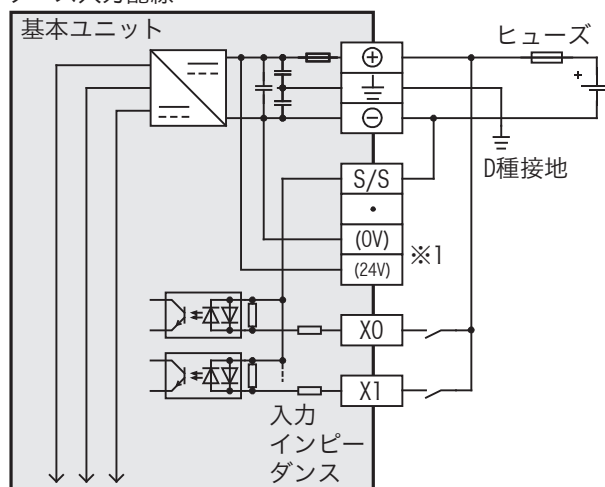 基本ユニット
ヒューズ
+
D種接地
S/S
・
(0V)
(24V)
※1
X0
X1
入力
インピー
ダンス